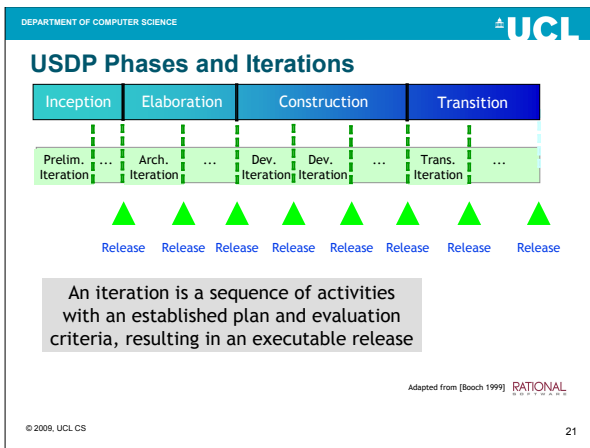 DEPARTMENT OF COMPUTER SCIENCE
UCL
USDP Phases and Iterations
Inception Elaboration Construction Transition
Prelim. Iteration ... Arch. Iteration ... Dev. Iteration Dev. Iteration ... Trans. Iteration ...
Release Release Release Release Release Release Release Release
An iteration is a sequence of activities
with an established plan and evaluation
criteria, resulting in an executable release
Adapted from [Booch 1999] RATIONAL
SOFTWARE
© 2009, UCL CS 21